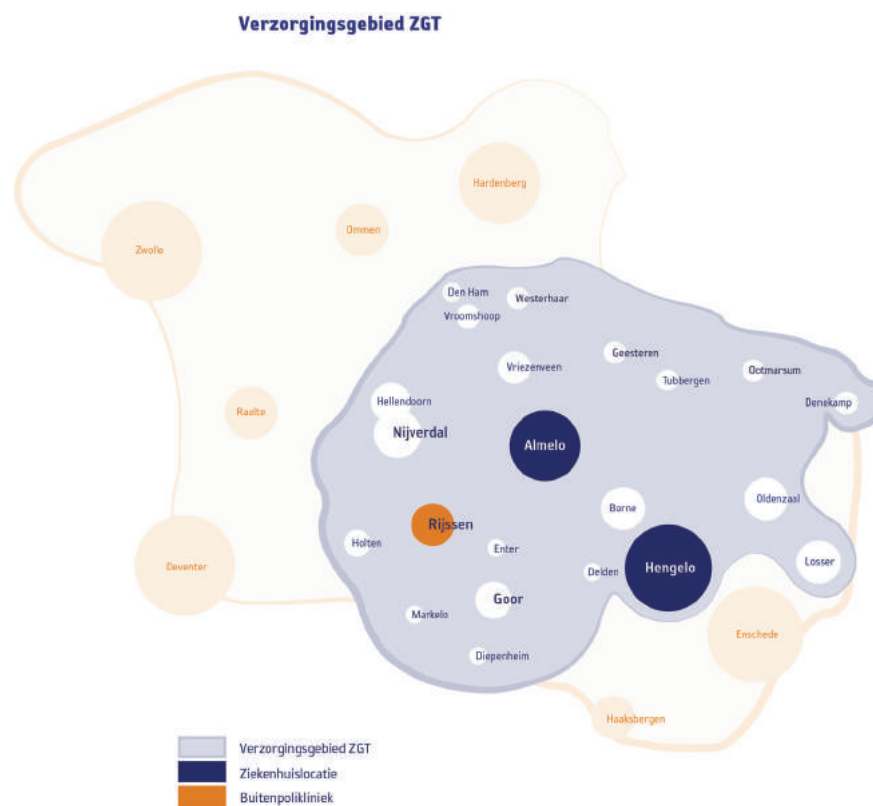 Verzorgingsgebied ZGT
Hardenberg
Ommen
Zwolle
Den Ham
Westerhaar
Vroomshoop
Geesteren
Vriezenveen
Ootmarsum
Tubbergen
Hellendoorn
Denekamp
Raalte
Nijverdal
Almelo
Oldenzaal
Borne
Rijssen
Holten
Enter
Losser
Deventer
Delden
Hengelo
Goor
Markelo
Enschede
Diepenheim
Haaksbergen
Verzorgingsgebied ZGT
Ziekenhuislocatie
Buitenpolikliniek